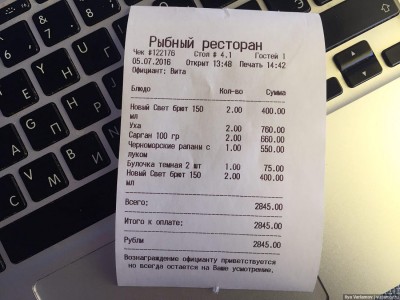 Рыбный ресторан
Чек #122176 Стол # 4.1 Гостей 1
05.07.2016 Открыт 13:48 Печать 14:42
Официант: Вита
Блюдо Кол-во Сумма
Новый Свет брют 150 2.00 400.00
мл
Уха 2.00 760.00
Сарган 100 гр 2.00 660.00
Черноморские рапаны с 1.00 550.00
луком
Булочка темная 2 шт 1.00 75.00
Новый Свет брют 150 2.00 400.00
мл
Всего: 2845.00
Итого к оплате: 2845.00
Рубли 2845.00
Вознаграждение официанту приветствуется
но всегда остается на Ваше усмотрение.